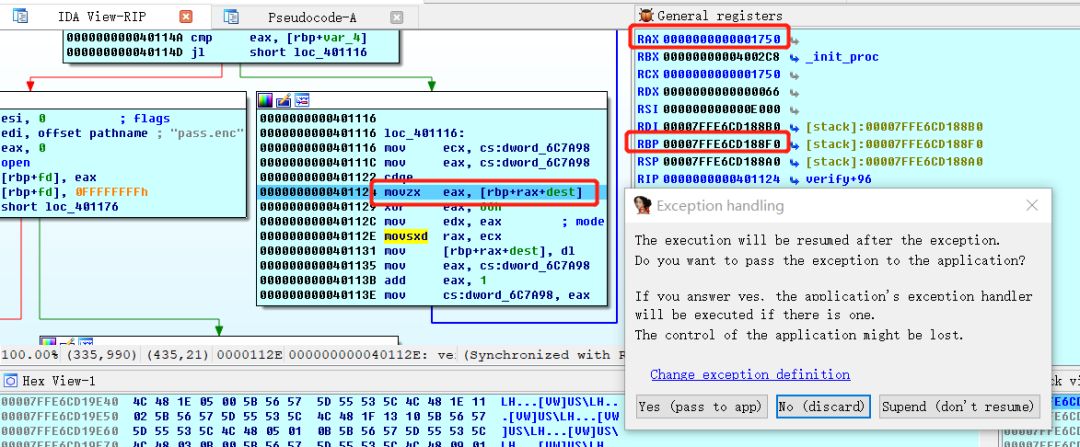 IDA View-RIP
Pseudocode-A
000000000040114A cmp eax, [rbp+var_4]
000000000040114D jl short loc_401116
esi, 0 ; flags
edi, offset pathname ; "pass.enc"
eax, 0
open
[rbp+fd], eax
[rbp+fd], 0FFFFFFFFh
short loc_401176
0000000000401116
0000000000401116 loc_401116:
0000000000401116 mov ecx, cs:dword_6C7A98
000000000040111C mov eax, cs:dword_6C7A98
0000000000401122 cdqe
0000000000401124 movzx eax, [rbp+rax+dest]
0000000000401129 xor eax, 66h
000000000040112C mov edx, eax ; mode
000000000040112E movsxd rax, ecx
0000000000401131 mov [rbp+rax+dest], dl
0000000000401135 mov eax, cs:dword_6C7A98
000000000040113B add eax, 1
000000000040113E mov cs:dword_6C7A98, eax
100.00% (335,990) (435,21) 0000112E 000000000040112E: ve (Synchronized with R
General registers
RAX 0000000000001750
RBX 00000000004002C8 _init_proc
RCX 0000000000001750
RDX 0000000000000066
RSI 000000000000E000
RDI 00007FFE6CD188B0 [stack]:00007FFE6CD188B0
RBP 00007FFE6CD188F0 [stack]:00007FFE6CD188F0
RSP 00007FFE6CD188A0 [stack]:00007FFE6CD188A0
RIP 0000000000401124 verify+96
Exception handling
The execution will be resumed after the exception.
Do you want to pass the exception to the application?
If you answer yes, the application's exception handler
will be executed if there is one.
The control of the application might be lost.
Change exception definition
Yes (pass to app)
No (discard)
Supend (don't resume)
Hex View-1
00007FFE6CD19E40 4C 48 1E 05 00 5B 56 57 5D 55 53 5C 4C 48 1E 11 LH...[VW]US\LH..
00007FFE6CD19E50 02 5B 56 57 5D 55 53 5C 4C 48 1F 13 10 5B 56 57 .[VW]US\LH...[VW
00007FFE6CD19E60 5D 55 53 5C 4C 48 05 01 0B 5B 56 57 5D 55 53 5C ]US\LH...[VW]US\